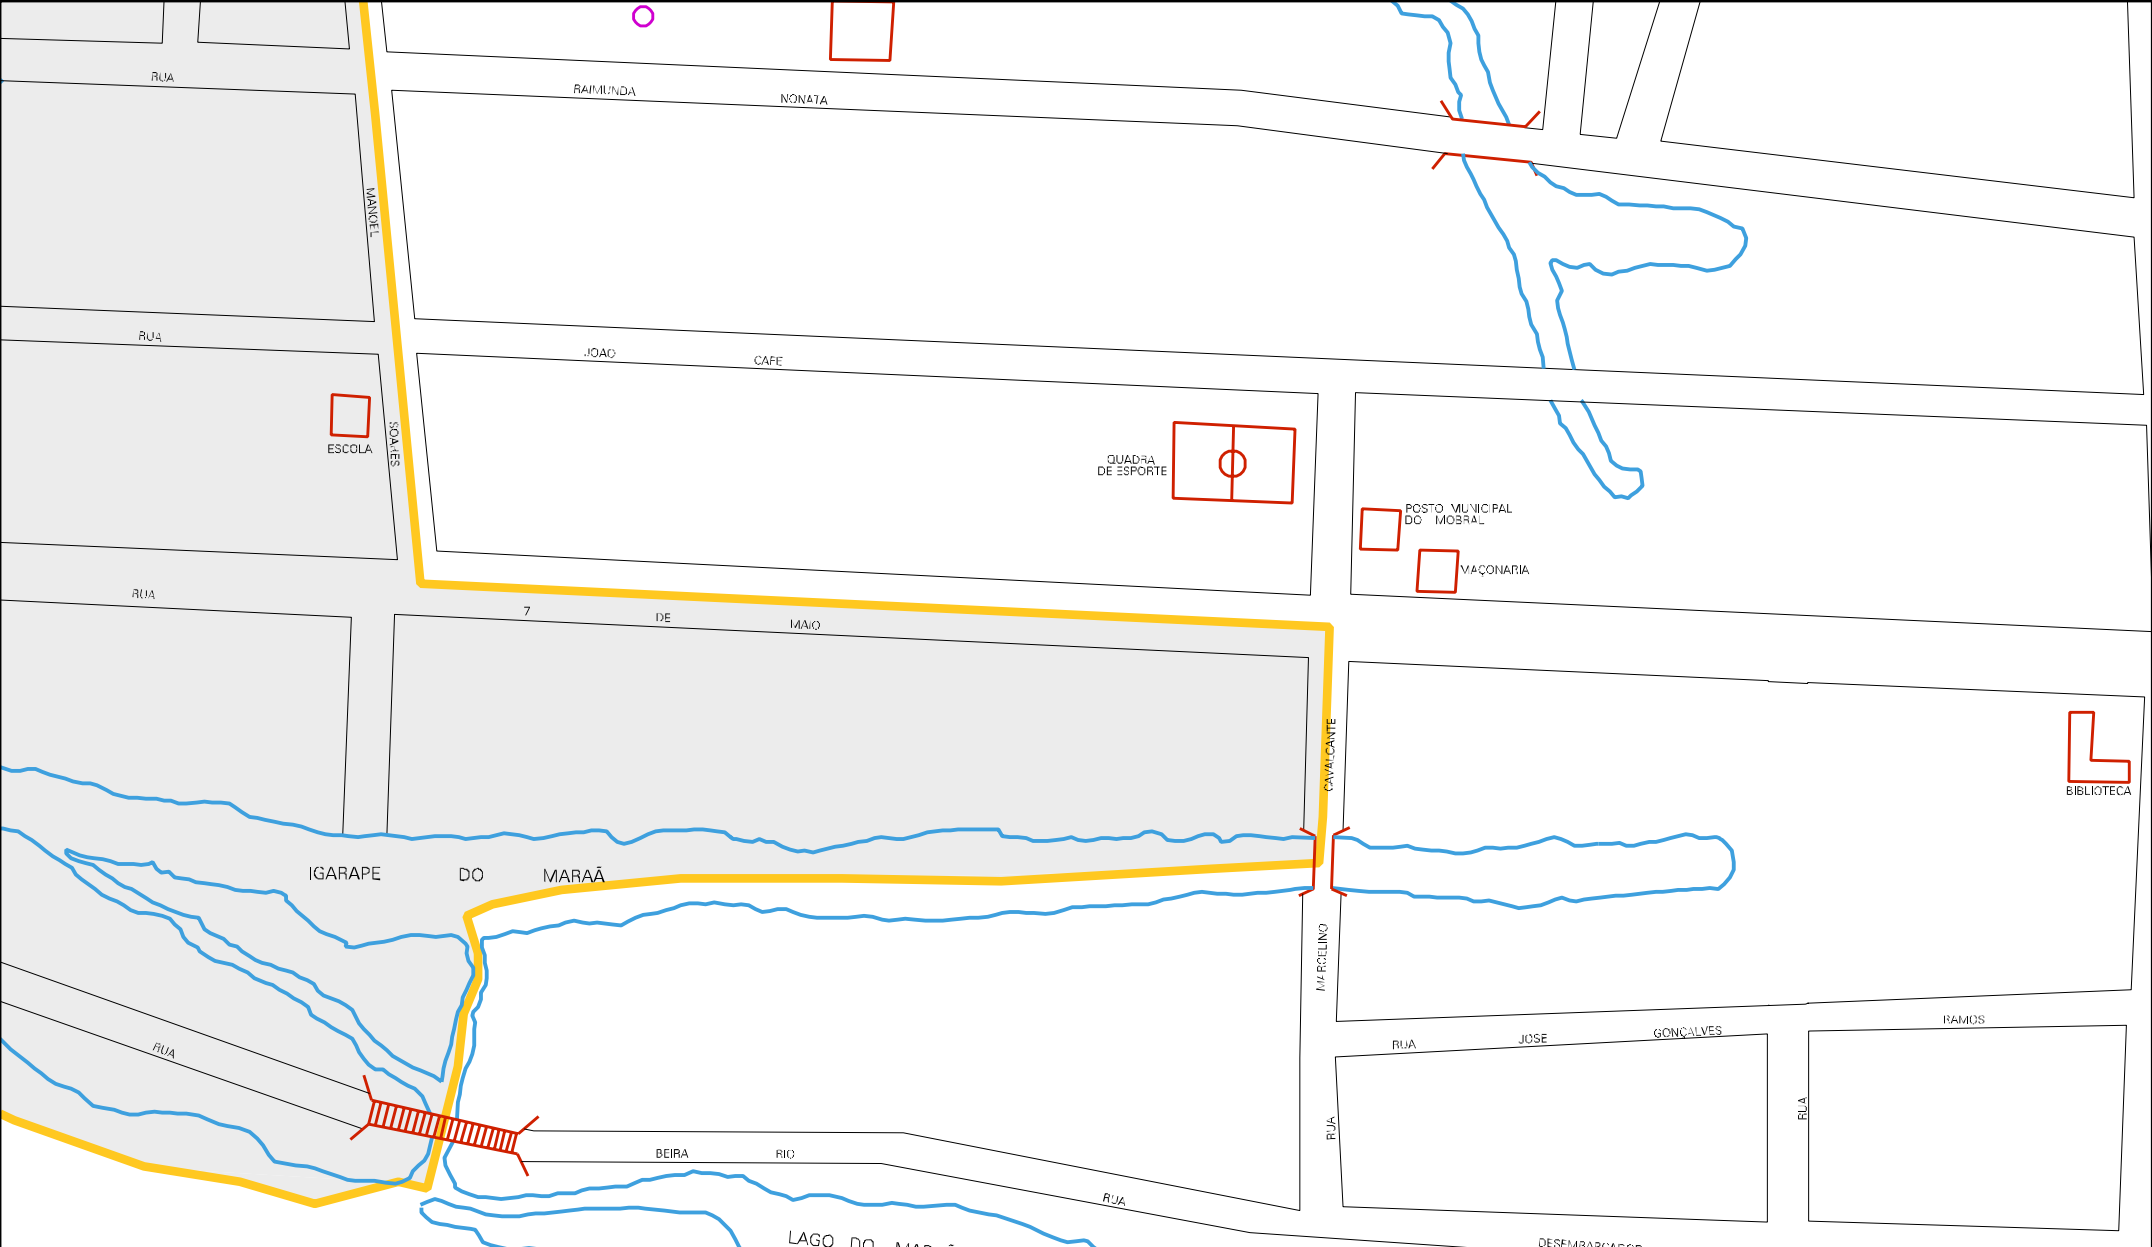 RUA
RAIMUNDA NONATA
MANOEL
RUA
JOAO CAFE
ESCOLA
SOARES
QUADRA
DE ESPORTE
POSTO MUNICIPAL
DO MOBRAL
MAÇONARIA
RUA
7 DE MAIO
CAVALCANTE
BIBLIOTECA
IGARAPE DO MARAÃ
MARCELINO
RUA JOSE GONÇALVES RAMOS
RUA
RUA
RUA
BEIRA RIO
RUA
LAGO DO
DESEMBARGADOR